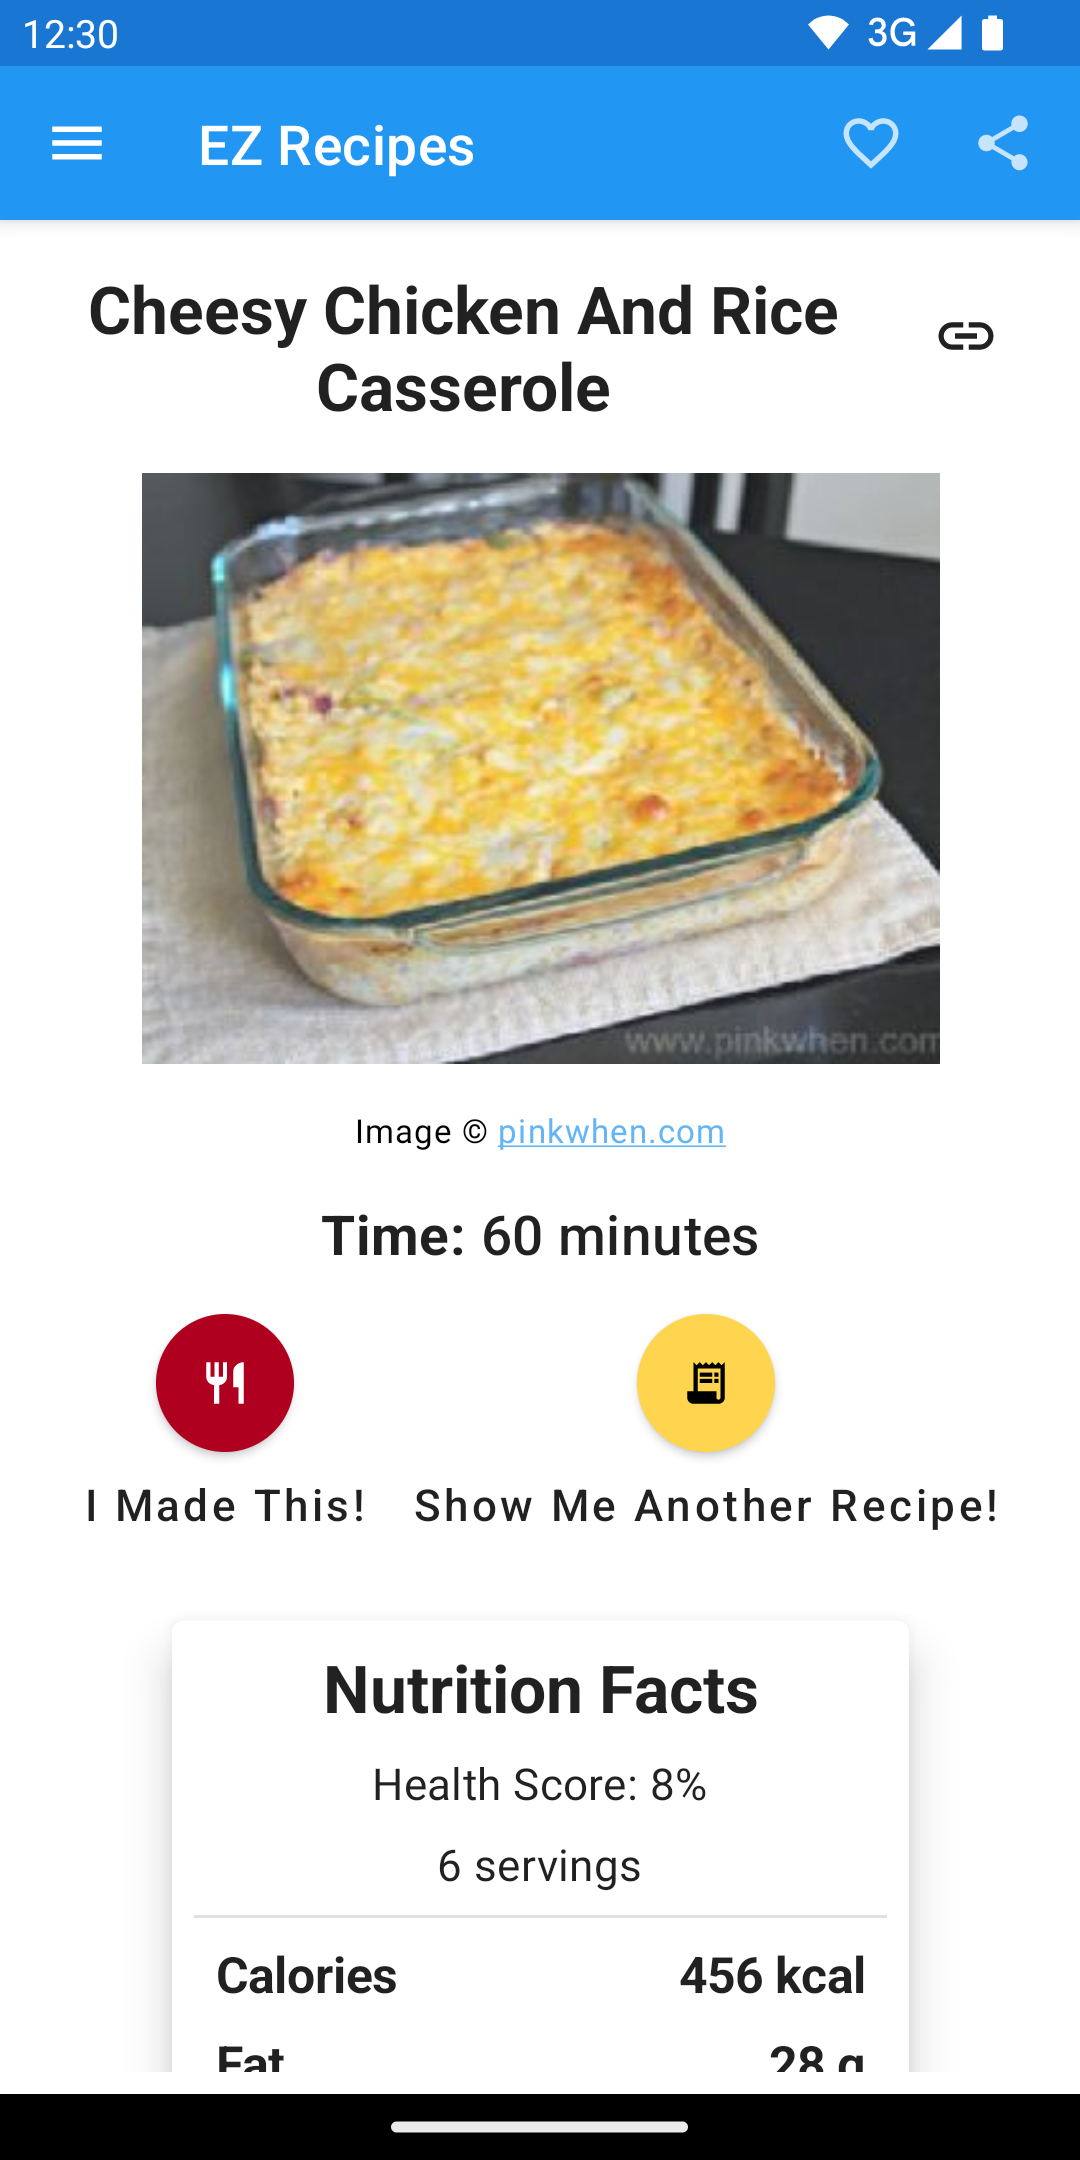 12:30
3G
EZ Recipes
Cheesy Chicken And Rice
Casserole
www.pinkwhen.com
Image © pinkwhen.com
Time: 60 minutes
I Made This!
Show Me Another Recipe!
Nutrition Facts
Health Score: 8%
6 servings
Calories 456 kcal
Fat 28 g